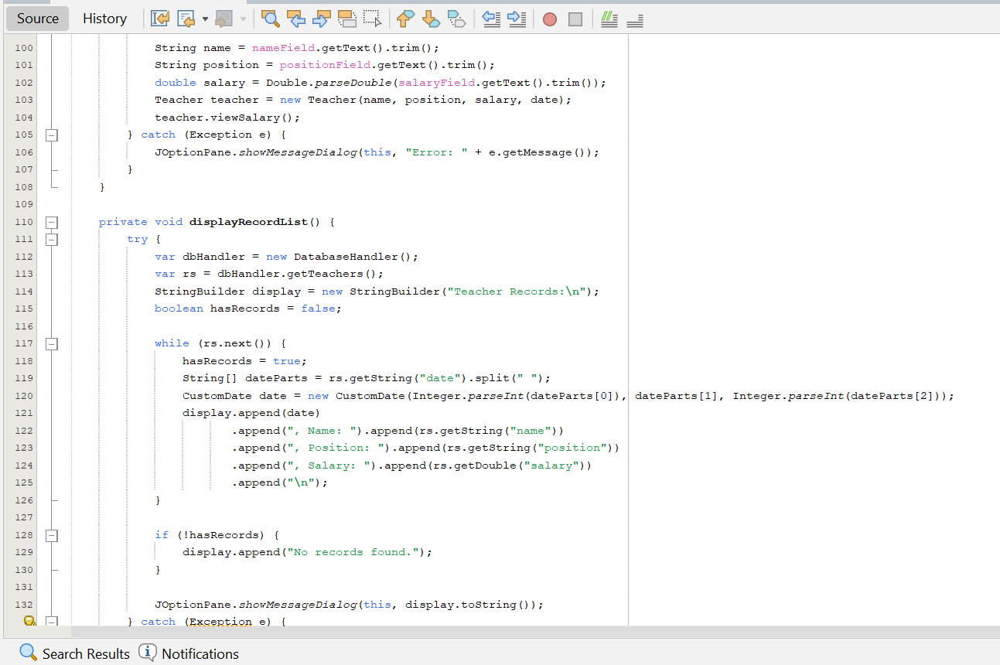 Source History
100 String name = nameField.getText().trim();
101 String position = positionField.getText().trim();
102 double salary = Double.parseDouble(salaryField.getText().trim());
103 Teacher teacher = new Teacher(name, position, salary, date);
104 teacher.viewSalary();
105 } catch (Exception e) {
106 JOptionPane.showMessageDialog(this, "Error: " + e.getMessage());
107 }
108 }
109
110 private void displayRecordList() {
111 try {
112 var dbHandler = new DatabaseHandler();
113 var rs = dbHandler.getTeachers();
114 StringBuilder display = new StringBuilder("Teacher Records:\n");
115 boolean hasRecords = false;
116
117 while (rs.next()) {
118 hasRecords = true;
119 String[] dateParts = rs.getString("date").split(" ");
120 CustomDate date = new CustomDate(Integer.parseInt(dateParts[0]), dateParts[1], Integer.parseInt(dateParts[2]));
121 display.append(date)
122 .append(", Name: ").append(rs.getString("name"))
123 .append(", Position: ").append(rs.getString("position"))
124 .append(", Salary: ").append(rs.getDouble("salary"))
125 .append("\n");
126 }
127
128 if (!hasRecords) {
129 display.append("No records found.");
130 }
131
132 JOptionPane.showMessageDialog(this, display.toString());
} catch (Exception e) {
Search Results Notifications